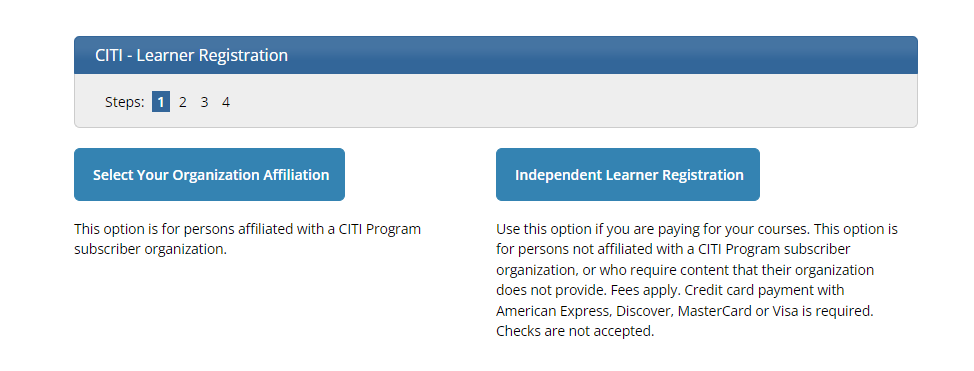 CITI - Learner Registration
Steps: 1 2 3 4
Select Your Organization Affiliation
This option is for persons affiliated with a CITI Program
subscriber organization.
Independent Learner Registration
Use this option if you are paying for your courses. This option is
for persons not affiliated with a CITI Program subscriber
organization, or who require content that their organization
does not provide. Fees apply. Credit card payment with
American Express, Discover, MasterCard or Visa is required.
Checks are not accepted.